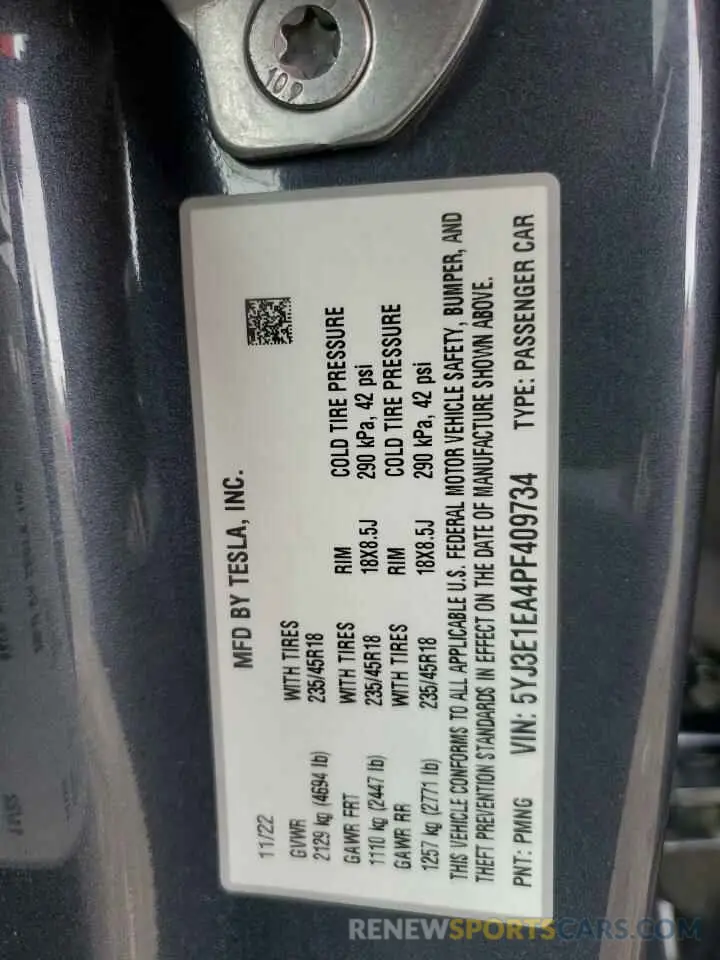 109
MFD BY TESLA, INC.
11/22
GVWR WITH TIRES
2129 kg (4694 lb) 235/45R18
GAWR FRT WITH TIRES RIM COLD TIRE PRESSURE
1110 kg (2447 lb) 235/45R18 18X8.5J 290 kPa, 42 psi
GAWR RR WITH TIRES RIM COLD TIRE PRESSURE
1257 kg (2771 lb) 235/45R18 18X8.5J 290 kPa, 42 psi
THIS VEHICLE CONFORMS TO ALL APPLICABLE U.S. FEDERAL MOTOR VEHICLE SAFETY, BUMPER, AND
THEFT PREVENTION STANDARDS IN EFFECT ON THE DATE OF MANUFACTURE SHOWN ABOVE.
PNT: PMNG VIN: 5YJ3E1EA4PF409734 TYPE: PASSENGER CAR
RENEWSPORTSCARS.COM